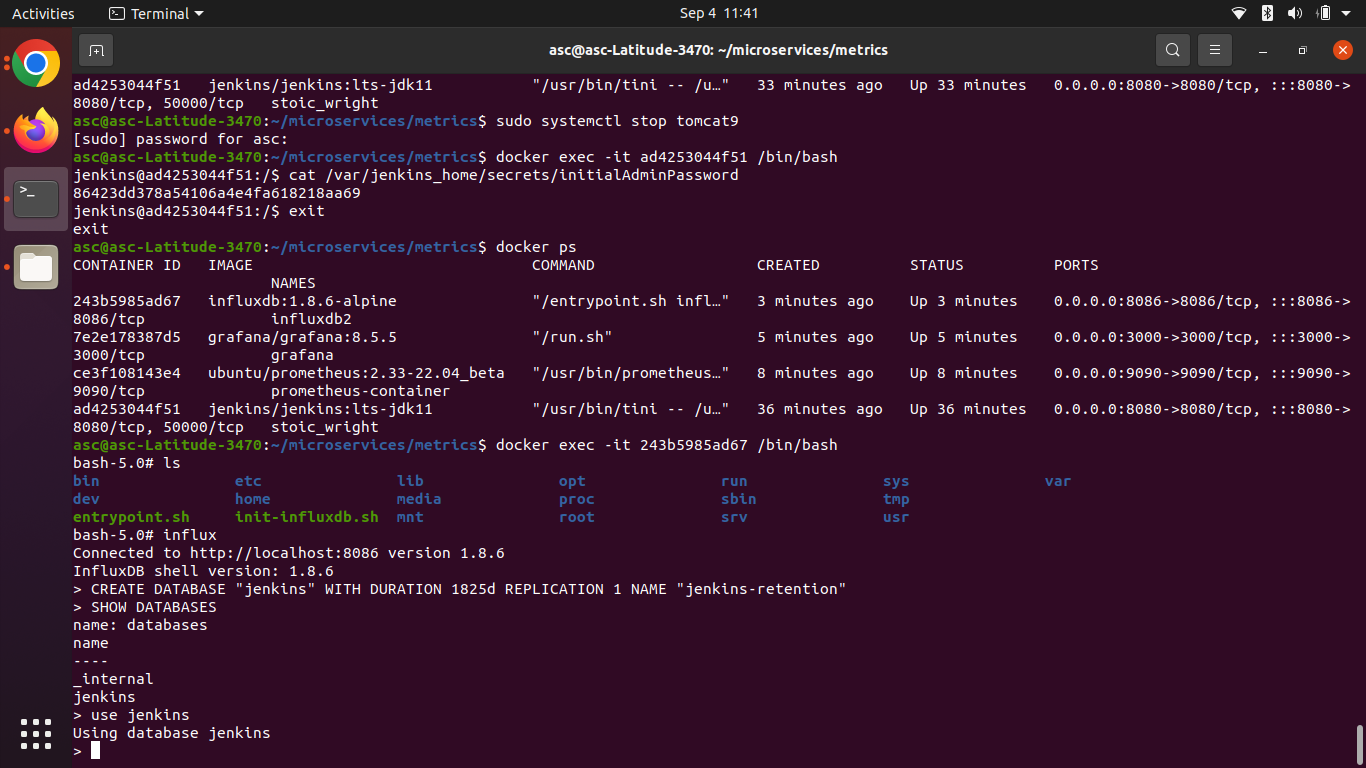 Activities
Terminal
Sep 4 11:41
asc@asc-Latitude-3470: ~/microservices/metrics
ad4253044f51 jenkins/jenkins:lts-jdk11 "/usr/bin/tini -- /u…" 33 minutes ago Up 33 minutes 0.0.0.0:8080->8080/tcp, :::8080->
8080/tcp, 50000/tcp stoic_wright
asc@asc-Latitude-3470:~/microservices/metrics$ sudo systemctl stop tomcat9
[sudo] password for asc:
asc@asc-Latitude-3470:~/microservices/metrics$ docker exec -it ad4253044f51 /bin/bash
jenkins@ad4253044f51:/$ cat /var/jenkins_home/secrets/initialAdminPassword
86423dd378a54106a4e4fa618218aa69
jenkins@ad4253044f51:/$ exit
exit
asc@asc-Latitude-3470:~/microservices/metrics$ docker ps
CONTAINER ID IMAGE COMMAND CREATED STATUS PORTS
NAMES
243b5985ad67 influxdb:1.8.6-alpine "/entrypoint.sh infl…" 3 minutes ago Up 3 minutes 0.0.0.0:8086->8086/tcp, :::8086->
8086/tcp influxdb2
7e2e178387d5 grafana/grafana:8.5.5 "/run.sh" 5 minutes ago Up 5 minutes 0.0.0.0:3000->3000/tcp, :::3000->
3000/tcp grafana
ce3f108143e4 ubuntu/prometheus:2.33-22.04_beta "/usr/bin/prometheus…" 8 minutes ago Up 8 minutes 0.0.0.0:9090->9090/tcp, :::9090->
9090/tcp prometheus-container
ad4253044f51 jenkins/jenkins:lts-jdk11 "/usr/bin/tini -- /u…" 36 minutes ago Up 36 minutes 0.0.0.0:8080->8080/tcp, :::8080->
8080/tcp, 50000/tcp stoic_wright
asc@asc-Latitude-3470:~/microservices/metrics$ docker exec -it 243b5985ad67 /bin/bash
bash-5.0# ls
bin etc lib opt run sys var
dev home media proc sbin tmp
entrypoint.sh init-influxdb.sh mnt root srv usr
bash-5.0# influx
Connected to http://localhost:8086 version 1.8.6
InfluxDB shell version: 1.8.6
> CREATE DATABASE "jenkins" WITH DURATION 1825d REPLICATION 1 NAME "jenkins-retention"
> SHOW DATABASES
name: databases
name
----
_internal
jenkins
> use jenkins
Using database jenkins
>